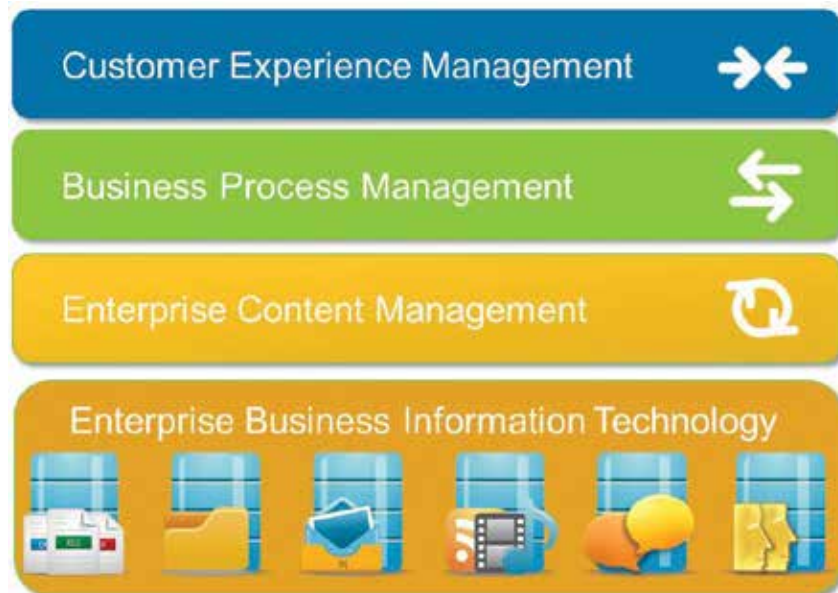 Customer Experience Management
Business Process Management
Enterprise Content Management
Enterprise Business Information Technology